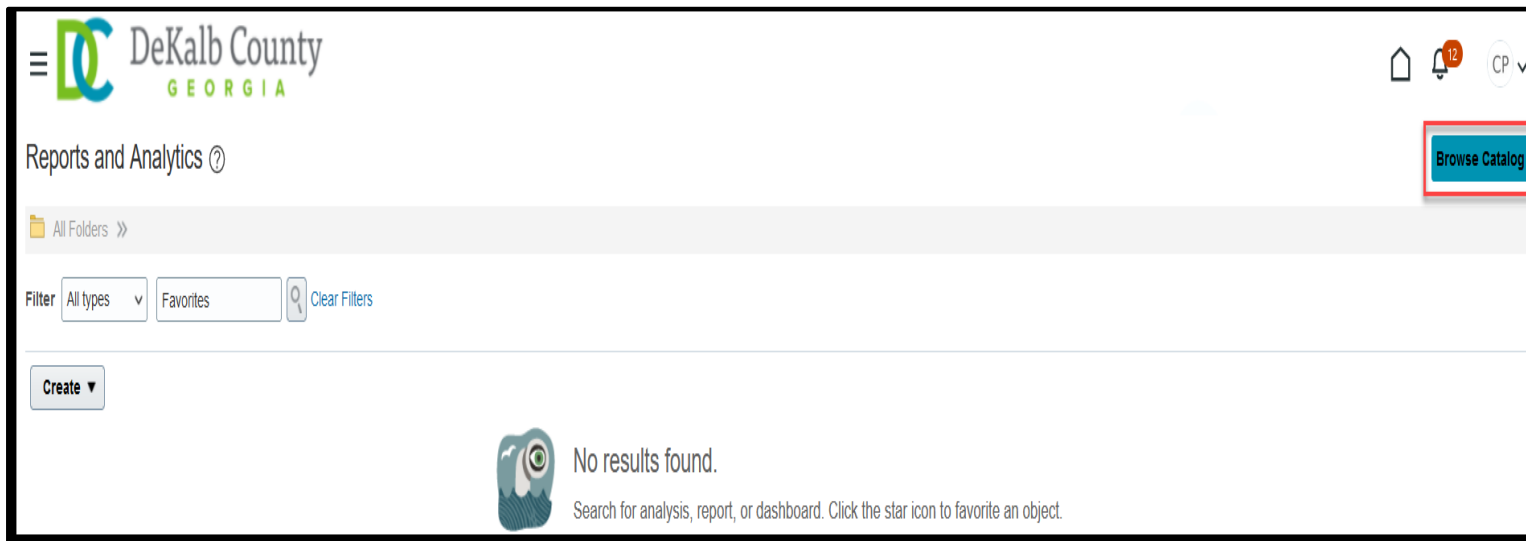 DeKalb County
GEORGIA
12
CP
Reports and Analytics
Browse Catalog
All Folders
Filter All types Favorites Clear Filters
Create
No results found.
Search for analysis, report, or dashboard. Click the star icon to favorite an object.